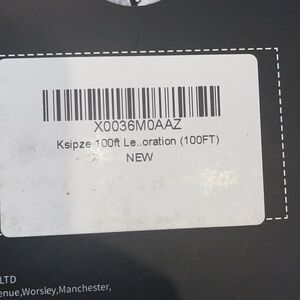 X0036M0AAZ
Ksipze 100ft Le..oration (100FT)
NEW
LTD
enue,Worsley,Manchester,